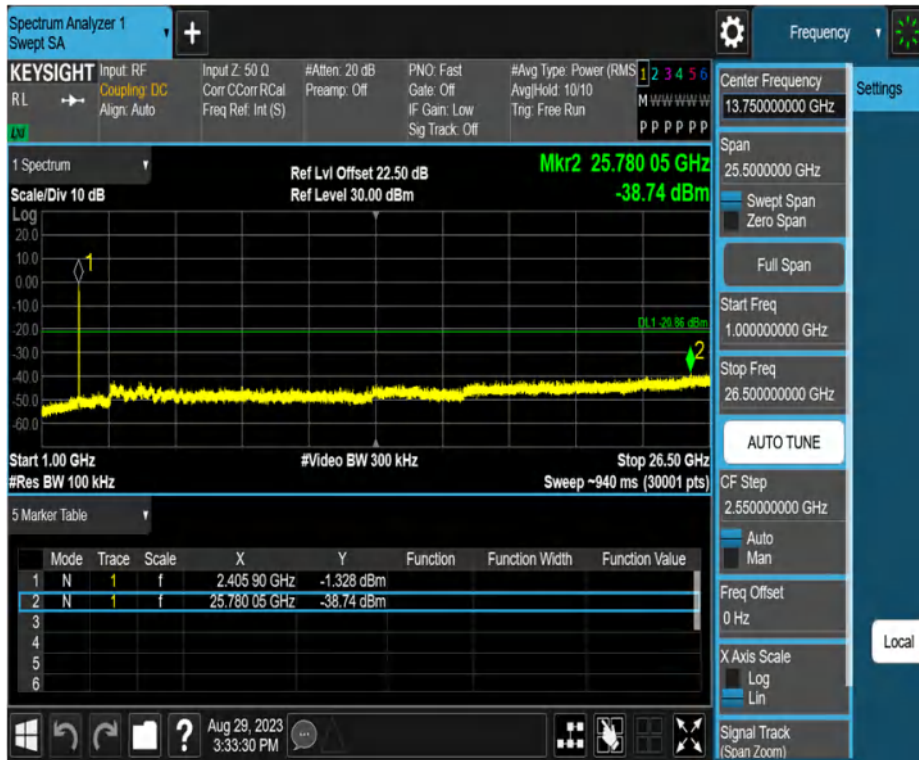 Spectrum Analyzer 1
Swept SA
Frequency
KEYSIGHT
RL
LXI
Input: RF
Coupling: DC
Align: Auto
Input Z: 50 Ω
Corr CCorr RCal
Freq Ref: Int (S)
#Atten: 20 dB
Preamp: Off
PNO: Fast
Gate: Off
IF Gain: Low
Sig Track: Off
#Avg Type: Power (RMS
Avg|Hold: 10/10
Trig: Free Run
1 2 3 4 5 6
M W W W W W
P P P P P P
Settings
Center Frequency
13.750000000 GHz
Span
25.5000000 GHz
Swept Span
Zero Span
Full Span
Start Freq
1.000000000 GHz
Stop Freq
26.500000000 GHz
AUTO TUNE
CF Step
2.550000000 GHz
Auto
Man
Freq Offset
0 Hz
X Axis Scale
Log
Lin
Signal Track
(Span Zoom)
Local
1 Spectrum
Scale/Div 10 dB
Ref Lvl Offset 22.50 dB
Ref Level 30.00 dBm
Mkr2 25.780 05 GHz
-38.74 dBm
Log
20.0
10.0
0.00
-10.0
-20.0
-30.0
-40.0
-50.0
-60.0
1
DL1 -20.86 dBm
2
Start 1.00 GHz
#Video BW 300 kHz
Stop 26.50 GHz
#Res BW 100 kHz
Sweep ~940 ms (30001 pts)
5 Marker Table
Mode Trace Scale X Y Function Function Width Function Value
1 N 1 f 2.405 90 GHz -1.328 dBm
2 N 1 f 25.780 05 GHz -38.74 dBm
3
4
5
6
?
Aug 29, 2023
3:33:30 PM